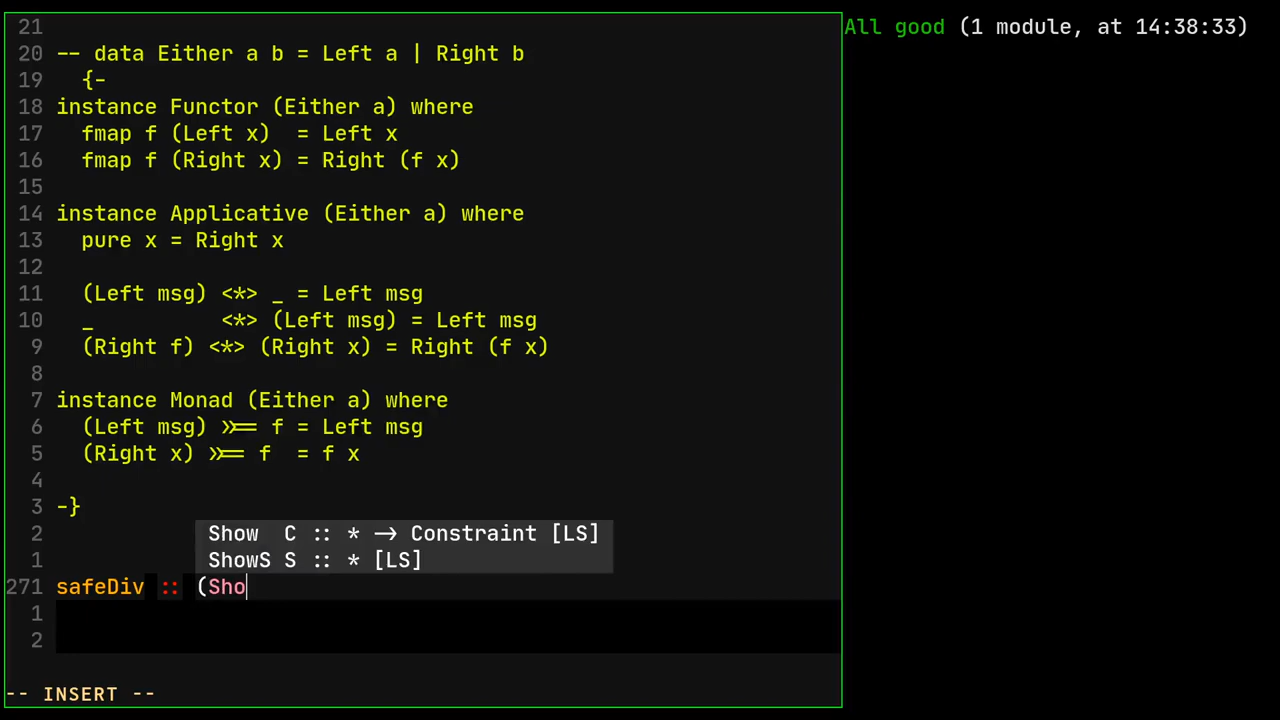 21
20 -- data Either a b = Left a | Right b
19   {-
18 instance Functor (Either a) where
17   fmap f (Left x)  = Left x
16   fmap f (Right x) = Right (f x)
15
14 instance Applicative (Either a) where
13   pure x = Right x
12
11   (Left msg) <*> _ = Left msg
10   _          <*> (Left msg) = Left msg
9   (Right f) <*> (Right x) = Right (f x)
8
7 instance Monad (Either a) where
6   (Left msg) >>= f = Left msg
5   (Right x) >>= f  = f x
4
3 -}
2
Show  C :: * -> Constraint [LS]
1
ShowS S :: * [LS]
271 safeDiv :: (Sho
1
2
-- INSERT --
All good (1 module, at 14:38:33)